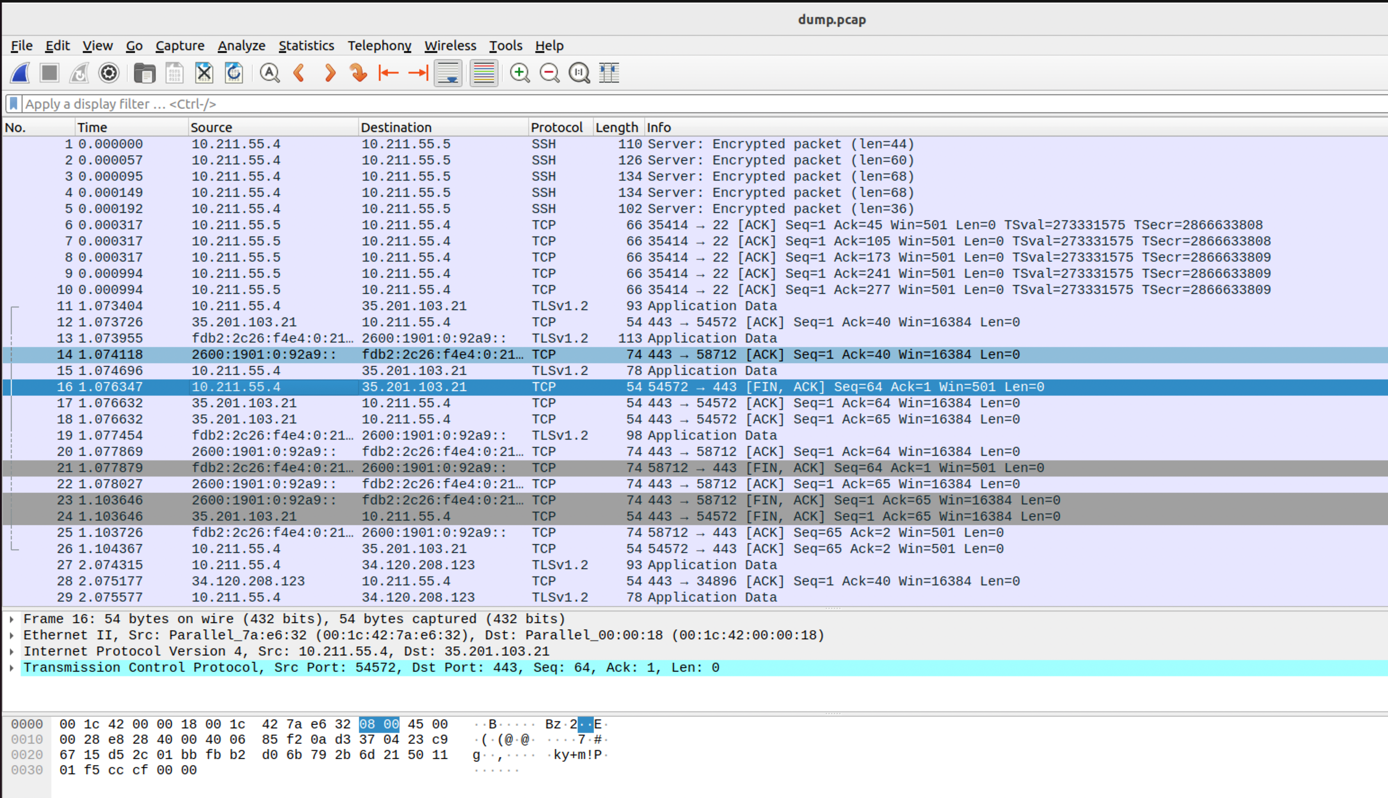 dump.pcap
File Edit View Go Capture Analyze Statistics Telephony Wireless Tools Help
Apply a display filter … <Ctrl-/>
No. Time Source Destination Protocol Length Info
1 0.000000 10.211.55.4 10.211.55.5 SSH 110 Server: Encrypted packet (len=44)
2 0.000057 10.211.55.4 10.211.55.5 SSH 126 Server: Encrypted packet (len=60)
3 0.000095 10.211.55.4 10.211.55.5 SSH 134 Server: Encrypted packet (len=68)
4 0.000149 10.211.55.4 10.211.55.5 SSH 134 Server: Encrypted packet (len=68)
5 0.000192 10.211.55.4 10.211.55.5 SSH 102 Server: Encrypted packet (len=36)
6 0.000317 10.211.55.5 10.211.55.4 TCP 66 35414 → 22 [ACK] Seq=1 Ack=45 Win=501 Len=0 TSval=273331575 TSecr=2866633808
7 0.000317 10.211.55.5 10.211.55.4 TCP 66 35414 → 22 [ACK] Seq=1 Ack=105 Win=501 Len=0 TSval=273331575 TSecr=2866633808
8 0.000317 10.211.55.5 10.211.55.4 TCP 66 35414 → 22 [ACK] Seq=1 Ack=173 Win=501 Len=0 TSval=273331575 TSecr=2866633809
9 0.000994 10.211.55.5 10.211.55.4 TCP 66 35414 → 22 [ACK] Seq=1 Ack=241 Win=501 Len=0 TSval=273331575 TSecr=2866633809
10 0.000994 10.211.55.5 10.211.55.4 TCP 66 35414 → 22 [ACK] Seq=1 Ack=277 Win=501 Len=0 TSval=273331575 TSecr=2866633809
11 1.073404 10.211.55.4 35.201.103.21 TLSv1.2 93 Application Data
12 1.073726 35.201.103.21 10.211.55.4 TCP 54 443 → 54572 [ACK] Seq=1 Ack=40 Win=16384 Len=0
13 1.073955 fdb2:2c26:f4e4:0:21… 2600:1901:0:92a9:: TLSv1.2 113 Application Data
14 1.074118 2600:1901:0:92a9:: fdb2:2c26:f4e4:0:21… TCP 74 443 → 58712 [ACK] Seq=1 Ack=40 Win=16384 Len=0
15 1.074696 10.211.55.4 35.201.103.21 TLSv1.2 78 Application Data
16 1.076347 10.211.55.4 35.201.103.21 TCP 54 54572 → 443 [FIN, ACK] Seq=64 Ack=1 Win=501 Len=0
17 1.076632 35.201.103.21 10.211.55.4 TCP 54 443 → 54572 [ACK] Seq=1 Ack=64 Win=16384 Len=0
18 1.076632 35.201.103.21 10.211.55.4 TCP 54 443 → 54572 [ACK] Seq=1 Ack=65 Win=16384 Len=0
19 1.077454 fdb2:2c26:f4e4:0:21… 2600:1901:0:92a9:: TLSv1.2 98 Application Data
20 1.077869 2600:1901:0:92a9:: fdb2:2c26:f4e4:0:21… TCP 74 443 → 58712 [ACK] Seq=1 Ack=64 Win=16384 Len=0
21 1.077879 fdb2:2c26:f4e4:0:21… 2600:1901:0:92a9:: TCP 74 58712 → 443 [FIN, ACK] Seq=64 Ack=1 Win=501 Len=0
22 1.078027 2600:1901:0:92a9:: fdb2:2c26:f4e4:0:21… TCP 74 443 → 58712 [ACK] Seq=1 Ack=65 Win=16384 Len=0
23 1.103646 2600:1901:0:92a9:: fdb2:2c26:f4e4:0:21… TCP 74 443 → 58712 [FIN, ACK] Seq=1 Ack=65 Win=16384 Len=0
24 1.103646 35.201.103.21 10.211.55.4 TCP 54 443 → 54572 [FIN, ACK] Seq=1 Ack=65 Win=16384 Len=0
25 1.103726 fdb2:2c26:f4e4:0:21… 2600:1901:0:92a9:: TCP 74 58712 → 443 [ACK] Seq=65 Ack=2 Win=501 Len=0
26 1.104367 10.211.55.4 35.201.103.21 TCP 54 54572 → 443 [ACK] Seq=65 Ack=2 Win=501 Len=0
27 2.074315 10.211.55.4 34.120.208.123 TLSv1.2 93 Application Data
28 2.075177 34.120.208.123 10.211.55.4 TCP 54 443 → 34896 [ACK] Seq=1 Ack=40 Win=16384 Len=0
29 2.075577 10.211.55.4 34.120.208.123 TLSv1.2 78 Application Data
Frame 16: 54 bytes on wire (432 bits), 54 bytes captured (432 bits)
Ethernet II, Src: Parallel_7a:e6:32 (00:1c:42:7a:e6:32), Dst: Parallel_00:00:18 (00:1c:42:00:00:18)
Internet Protocol Version 4, Src: 10.211.55.4, Dst: 35.201.103.21
Transmission Control Protocol, Src Port: 54572, Dst Port: 443, Seq: 64, Ack: 1, Len: 0
0000 00 1c 42 00 00 18 00 1c 42 7a e6 32 08 00 45 00 ··B····· Bz·2··E·
0010 00 28 e8 28 40 00 40 06 85 f2 0a d3 37 04 23 c9 ·(·(@·@· ····7·#·
0020 67 15 d5 2c 01 bb fb b2 d0 6b 79 2b 6d 21 50 11 g··,···· ·ky+m!P·
0030 01 f5 cc cf 00 00 ······